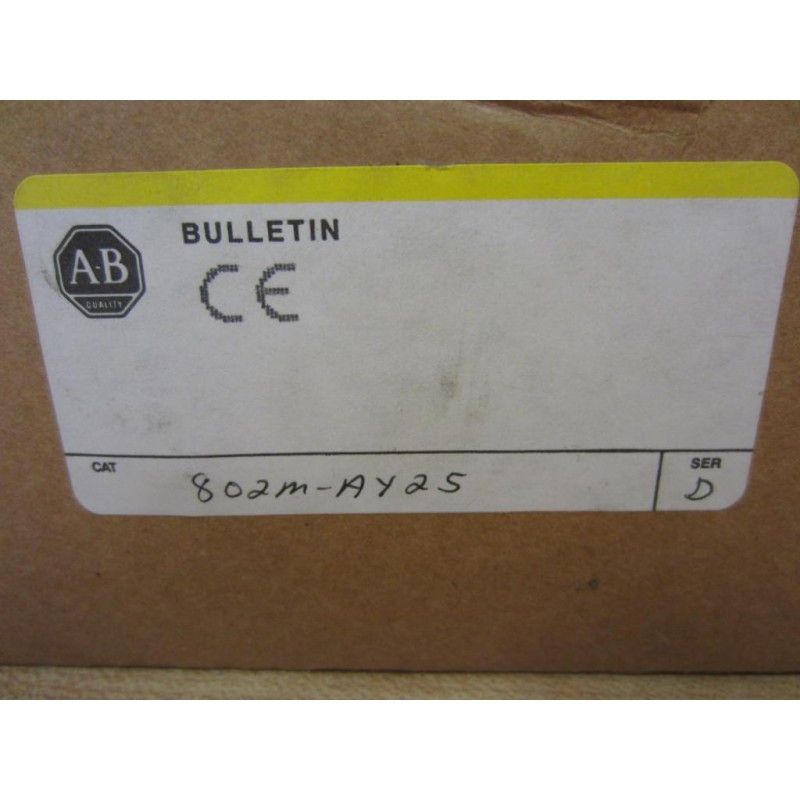 BULLETIN
A·B
QUALITY
CE
CAT
802m-AY25
SER
D